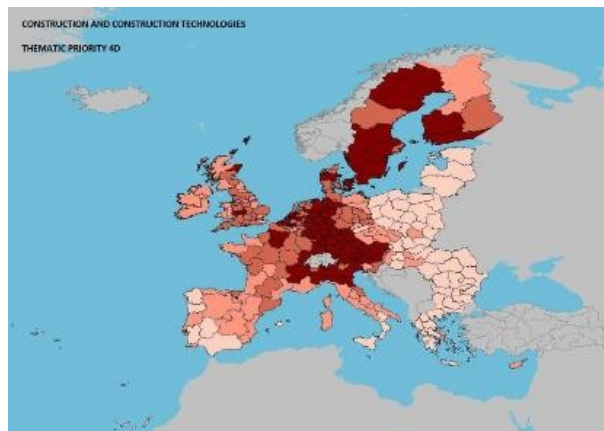 CONSTRUCTION AND CONSTRUCTION TECHNOLOGIES
THEMATIC PRIORITY 4D